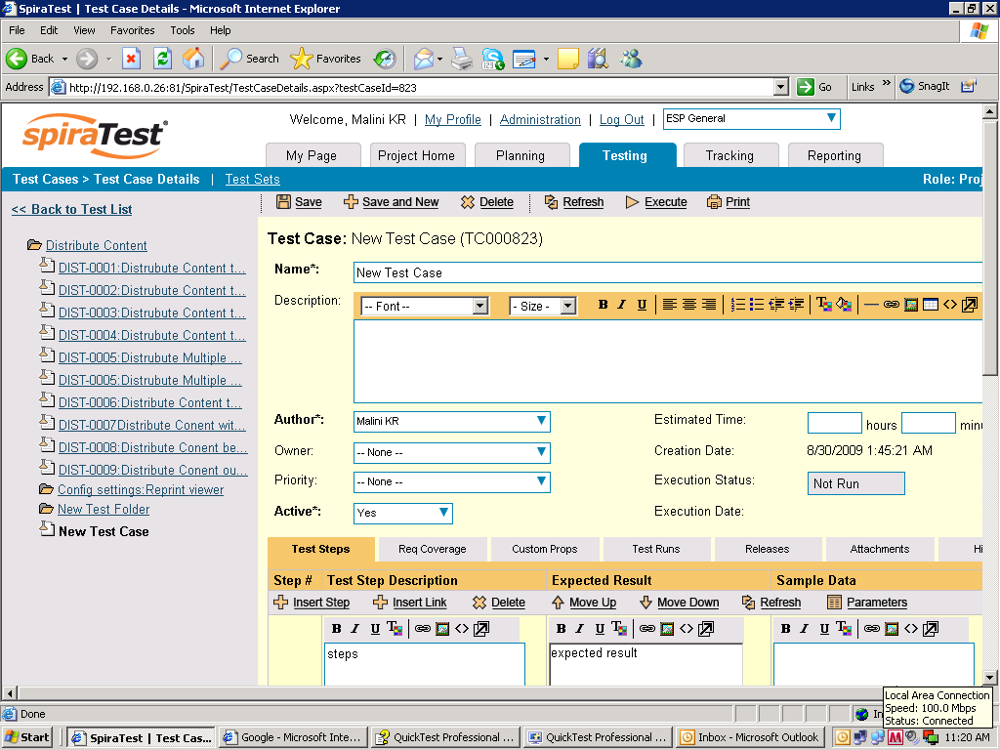 SpiraTest | Test Case Details - Microsoft Internet Explorer
File Edit View Favorites Tools Help
Back Search Favorites
Address http://192.168.0.26:81/SpiraTest/TestCaseDetails.aspx?testCaseId=823 Go Links » SnagIt
spiraTest® Welcome, Malini KR | My Profile | Administration | Log Out | ESP General
My Page Project Home Planning Testing Tracking Reporting
Test Cases > Test Case Details | Test Sets Role: Proj
<< Back to Test List
Save Save and New Delete Refresh Execute Print
Distribute Content
DIST-0001:Distrubute Content t...
DIST-0002:Distrubute Content t...
DIST-0003:Distrubute Content t...
DIST-0004:Distrubute Content t...
DIST-0005:Distrubute Multiple ...
DIST-0005:Distrubute Multiple ...
DIST-0006:Distribute Content t...
DIST-0007Distribute Conent wit...
DIST-0008:Distribute Conent be...
DIST-0009:Distribute Conent ou...
Config settings:Reprint viewer
New Test Folder
New Test Case
Test Case: New Test Case (TC000823)
Name*: New Test Case
Description: -- Font -- - Size - B I U
Author*: Malini KR Estimated Time: hours minu
Owner: -- None -- Creation Date: 8/30/2009 1:45:21 AM
Priority: -- None -- Execution Status: Not Run
Active*: Yes Execution Date:
Test Steps Req Coverage Custom Props Test Runs Releases Attachments Hi
Step # Test Step Description Expected Result Sample Data
Insert Step Insert Link Delete Move Up Move Down Refresh Parameters
B I U T B I U T B I U T
steps expected result
Local Area Connection
Speed: 100.0 Mbps
Status: Connected
Done In
Start SpiraTest | Test Cas... Google - Microsoft Inte... QuickTest Professional ... QuickTest Professional ... Inbox - Microsoft Outlook 11:20 AM